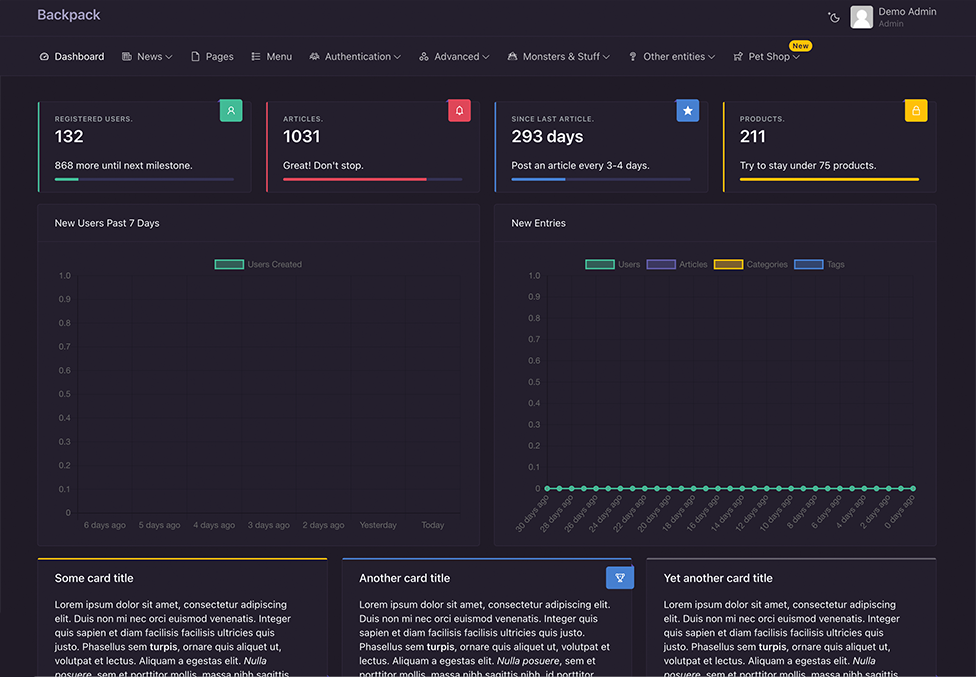 Backpack
Demo Admin
Admin
Dashboard News Pages Menu Authentication Advanced Monsters & Stuff Other entities Pet Shop New
REGISTERED USERS.
132
868 more until next milestone.
ARTICLES.
1031
Great! Don't stop.
SINCE LAST ARTICLE.
293 days
Post an article every 3-4 days.
PRODUCTS.
211
Try to stay under 75 products.
New Users Past 7 Days
Users Created
1.0
0.9
0.8
0.7
0.6
0.5
0.4
0.3
0.2
0.1
0
6 days ago 5 days ago 4 days ago 3 days ago 2 days ago Yesterday Today
New Entries
Users Articles Categories Tags
1.0
0.9
0.8
0.7
0.6
0.5
0.4
0.3
0.2
0.1
0
30 days ago 28 days ago 26 days ago 24 days ago 22 days ago 20 days ago 18 days ago 16 days ago 14 days ago 12 days ago 10 days ago 8 days ago 6 days ago 4 days ago 2 days ago 0 days ago
Some card title
Lorem ipsum dolor sit amet, consectetur adipiscing
elit. Duis non mi nec orci euismod venenatis. Integer
quis sapien et diam facilisis facilisis ultricies quis
justo. Phasellus sem turpis, ornare quis aliquet ut,
volutpat et lectus. Aliquam a egestas elit. Nulla
posuere, sem et porttitor mollis, massa nibh sagittis
Another card title
Lorem ipsum dolor sit amet, consectetur adipiscing
elit. Duis non mi nec orci euismod venenatis. Integer
quis sapien et diam facilisis facilisis ultricies quis
justo. Phasellus sem turpis, ornare quis aliquet ut,
volutpat et lectus. Aliquam a egestas elit. Nulla posuere, sem et
porttitor mollis, massa nibh sagittis nibh, id porttitor
Yet another card title
Lorem ipsum dolor sit amet, consectetur adipiscing
elit. Duis non mi nec orci euismod venenatis. Integer
quis sapien et diam facilisis facilisis ultricies quis
justo. Phasellus sem turpis, ornare quis aliquet ut,
volutpat et lectus. Aliquam a egestas elit. Nulla
posuere, sem et porttitor mollis, massa nibh sagittis